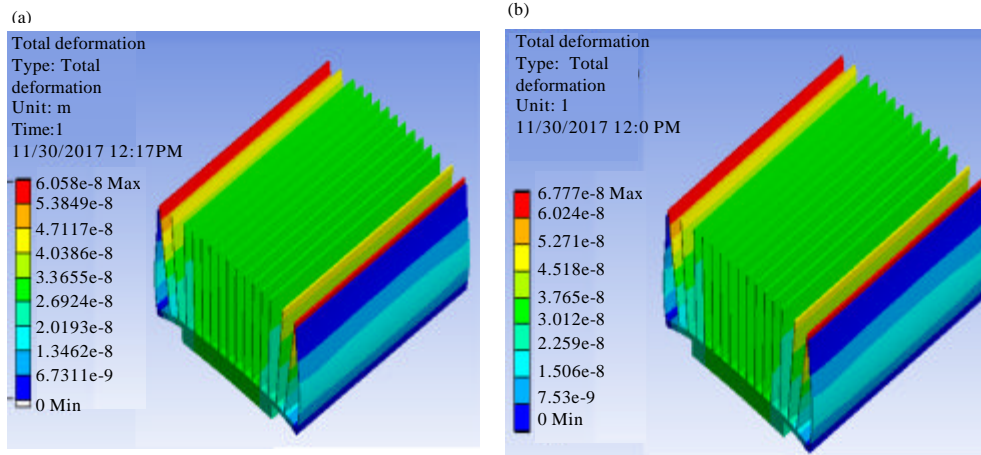 (a)
Total deformation
Type: Total
deformation
Unit: m
Time:1
11/30/2017 12:17PM
6.058e-8 Max
5.3849e-8
4.7117e-8
4.0386e-8
3.3655e-8
2.6924e-8
2.0193e-8
1.3462e-8
6.7311e-9
0 Min
(b)
Total deformation
Type: Total
deformation
Unit: 1
11/30/2017 12:0 PM
6.777e-8 Max
6.024e-8
5.271e-8
4.518e-8
3.765e-8
3.012e-8
2.259e-8
1.506e-8
7.53e-9
0 Min